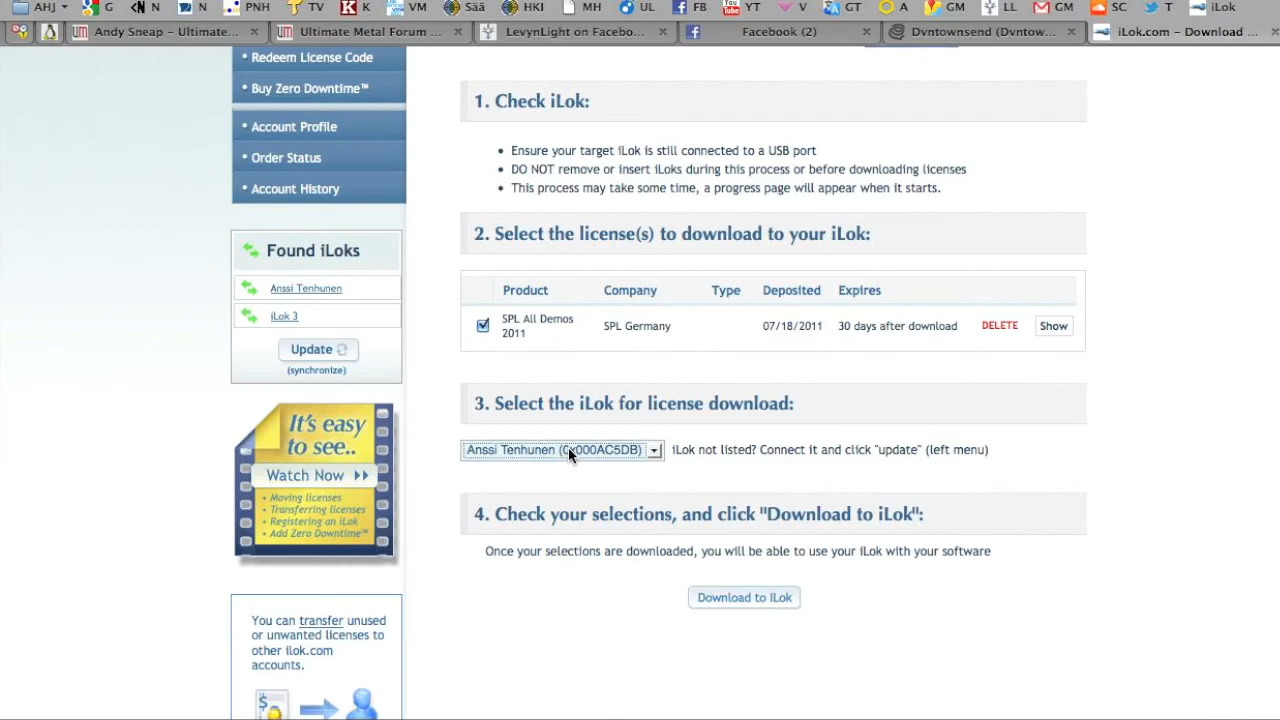 AHJ G N N PNH TV K VM Sää HKI MH UL FB YT V GT A GM LL GM SC T iLok
Andy Sneap – Ultimate... Ultimate Metal Forum ... LevynLight on Facebo... Facebook (2) Dvntownsend (Dvntow... iLok.com – Download ...
Redeem License Code
Buy Zero Downtime™
Account Profile
Order Status
Account History
Found iLoks
Anssi Tenhunen
iLok 3
Update
(synchronize)
It's easy
to see..
Watch Now
• Moving licenses
• Transferring licenses
• Registering an iLok
• Add Zero Downtime™
You can transfer unused
or unwanted licenses to
other ilok.com
accounts.
1. Check iLok:
• Ensure your target iLok is still connected to a USB port
• DO NOT remove or insert iLoks during this process or before downloading licenses
• This process may take some time, a progress page will appear when it starts.
2. Select the license(s) to download to your iLok:
Product Company Type Deposited Expires
SPL All Demos
2011 SPL Germany 07/18/2011 30 days after download DELETE Show
3. Select the iLok for license download:
Anssi Tenhunen (0x000AC5DB) iLok not listed? Connect it and click "update" (left menu)
4. Check your selections, and click "Download to iLok":
Once your selections are downloaded, you will be able to use your iLok with your software
Download to iLok